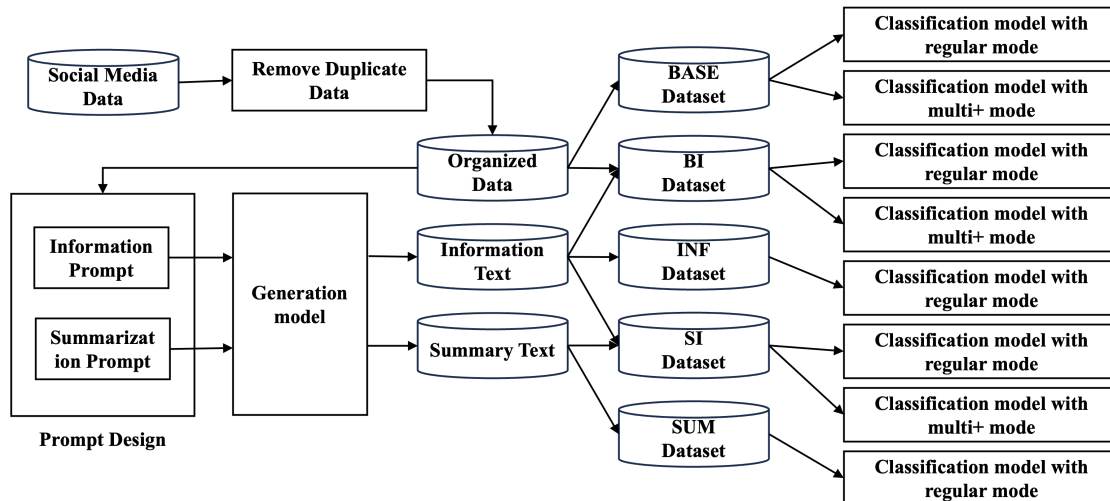 Social Media
Data
Remove Duplicate
Data
Organized
Data
Information
Prompt
Summarizat
ion Prompt
Prompt Design
Generation
model
Information
Text
Summary Text
BASE
Dataset
BI
Dataset
INF
Dataset
SI
Dataset
SUM
Dataset
Classification model with
regular mode
Classification model with
multi+ mode
Classification model with
regular mode
Classification model with
multi+ mode
Classification model with
regular mode
Classification model with
regular mode
Classification model with
multi+ mode
Classification model with
regular mode